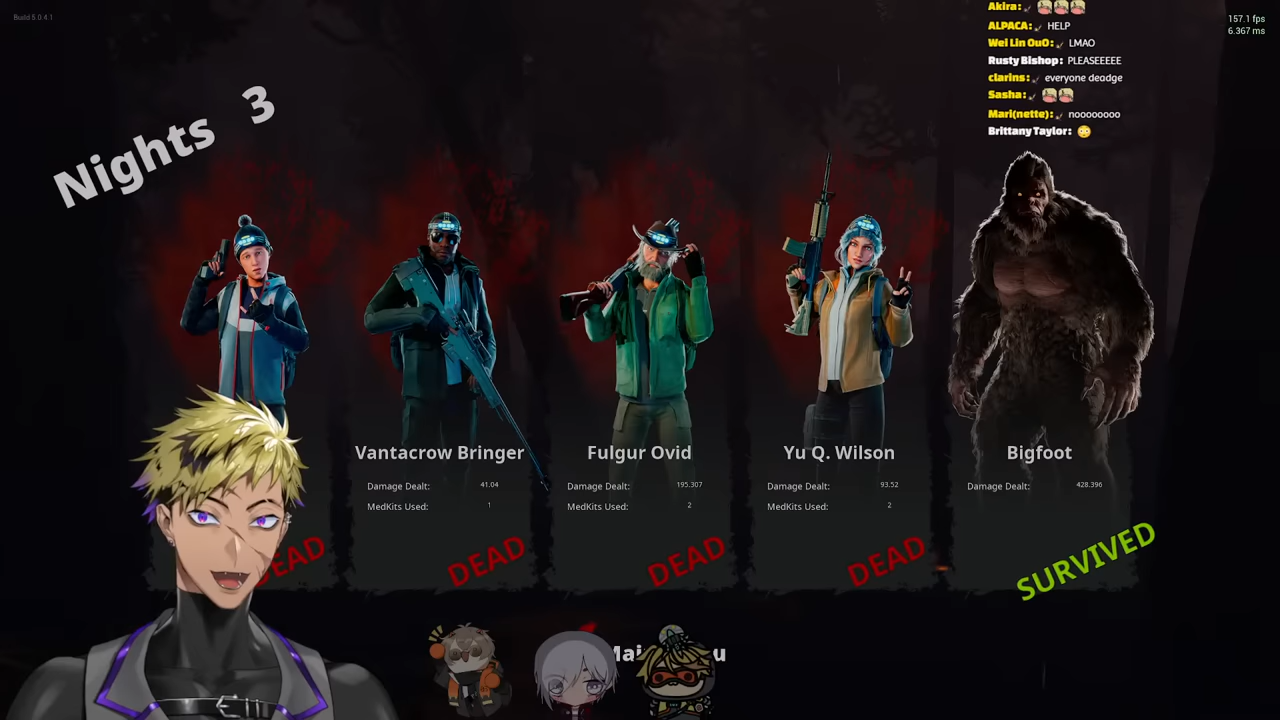 Build 5.0.4.1
157.1 fps
6.367 ms
Akira:
ALPACA: HELP
Wei Lin OuO: LMAO
Rusty Bishop: PLEASEEEEE
clarins: everyone deadge
Sasha:
Mari(nette): noooooooo
Brittany Taylor: 😳
Nights 3
Vantacrow Bringer
Damage Dealt: 41.04
MedKits Used: 1
DEAD
Fulgur Ovid
Damage Dealt: 195.307
MedKits Used: 2
DEAD
Yu Q. Wilson
Damage Dealt: 93.52
MedKits Used: 2
DEAD
Bigfoot
Damage Dealt: 428.396
SURVIVED
DEAD